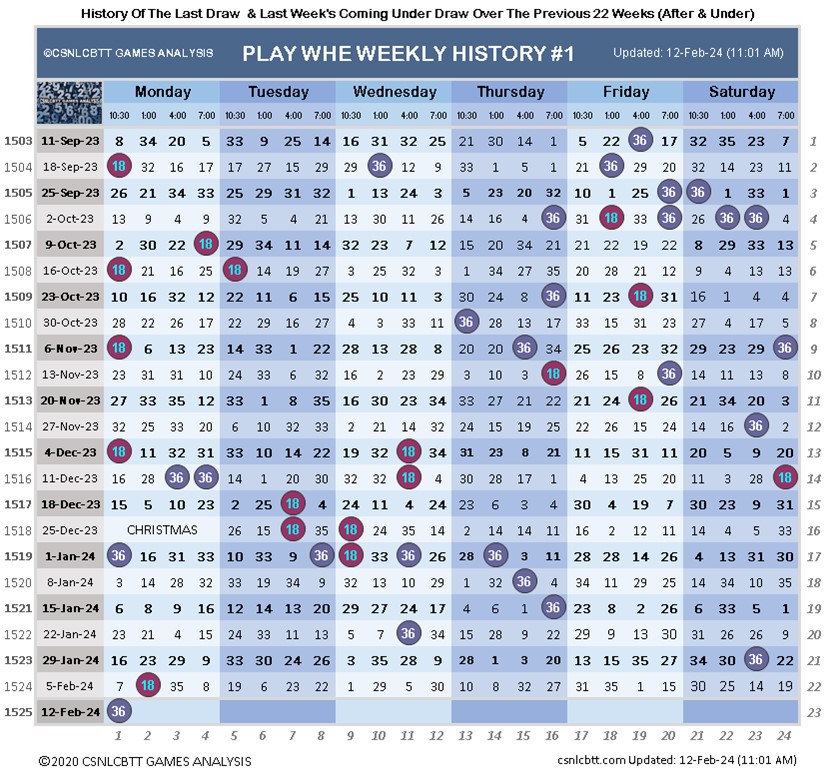 History Of The Last Draw & Last Week's Coming Under Draw Over The Previous 22 Weeks (After & Under)
©CSNLCBTT GAMES ANALYSIS PLAY WHE WEEKLY HISTORY #1 Updated: 12-Feb-24 (11:01 AM)
CSNLCBTT GAMES ANALYSIS Monday Tuesday Wednesday Thursday Friday Saturday
10:30 1:00 4:00 7:00 10:30 1:00 4:00 7:00 10:30 1:00 4:00 7:00 10:30 1:00 4:00 7:00 10:30 1:00 4:00 7:00 10:30 1:00 4:00 7:00
1503 11-Sep-23 8 34 20 5 33 9 25 14 16 31 32 25 21 30 14 1 5 22 36 17 32 35 23 7 1
1504 18-Sep-23 18 32 16 17 17 27 15 29 29 36 12 9 33 1 5 1 21 36 20 29 32 14 23 11 2
1505 25-Sep-23 26 21 34 33 25 29 31 32 1 13 24 3 5 23 20 32 10 1 25 36 36 1 33 1 3
1506 2-Oct-23 13 9 4 9 32 5 4 21 30 11 26 13 14 16 4 36 31 18 33 36 26 36 36 4 4
1507 9-Oct-23 2 30 22 18 29 34 11 14 32 23 7 12 15 20 34 21 21 22 19 22 8 29 33 13 5
1508 16-Oct-23 18 21 16 25 18 14 19 27 3 25 32 3 1 34 27 35 20 28 21 12 9 4 13 13 6
1509 23-Oct-23 10 16 32 12 22 11 6 15 25 10 11 3 30 24 8 36 11 23 18 31 16 1 4 4 7
1510 30-Oct-23 28 22 26 17 22 29 16 27 4 3 33 11 36 28 13 17 33 15 31 23 27 4 17 5 8
1511 6-Nov-23 18 6 13 23 14 33 1 22 28 13 28 8 20 20 36 34 25 26 23 32 29 23 29 36 9
1512 13-Nov-23 23 31 31 10 24 33 6 32 16 2 23 29 3 10 3 18 26 15 8 36 14 11 13 8 10
1513 20-Nov-23 27 33 35 12 33 1 8 35 16 30 23 34 33 27 21 22 21 24 18 26 21 34 20 3 11
1514 27-Nov-23 32 25 33 20 6 10 32 33 2 21 14 32 24 15 19 25 22 26 15 24 14 16 36 2 12
1515 4-Dec-23 18 11 32 31 33 10 14 22 19 32 18 34 31 23 8 21 11 15 31 11 20 5 9 20 13
1516 11-Dec-23 16 28 36 36 14 1 20 30 16 32 18 4 30 28 17 1 4 13 25 20 11 3 28 18 14
1517 18-Dec-23 15 5 10 23 2 25 18 4 24 11 4 24 23 6 3 4 30 4 19 7 30 23 9 31 15
1518 25-Dec-23 CHRISTMAS 26 15 18 35 18 24 35 14 2 14 14 11 16 2 12 26 14 1 5 33 16
1519 1-Jan-24 36 16 31 33 10 33 9 36 18 33 36 26 28 36 3 11 28 28 14 26 4 13 31 30 17
1520 8-Jan-24 3 14 28 32 33 19 34 9 32 13 10 29 1 32 36 4 34 11 29 25 14 34 10 35 18
1521 15-Jan-24 6 8 9 16 12 14 13 20 29 27 24 17 4 6 1 36 23 8 2 26 6 33 5 1 19
1522 22-Jan-24 23 21 4 15 24 33 11 13 5 7 36 34 15 28 9 22 29 9 13 30 31 26 26 9 20
1523 29-Jan-24 16 23 29 9 33 30 24 26 3 35 28 9 28 1 3 20 13 15 35 27 34 30 36 22 21
1524 5-Feb-24 7 18 35 8 19 6 23 22 1 29 5 30 10 8 32 27 31 35 1 15 30 25 14 19 22
1525 12-Feb-24 36 23
1 2 3 4 5 6 7 8 9 10 11 12 13 14 15 16 17 18 19 20 21 22 23 24
©2020 CSNLCBTT GAMES ANALYSIS csnlcbtt.com Updated: 12-Feb-24 (11:01 AM)